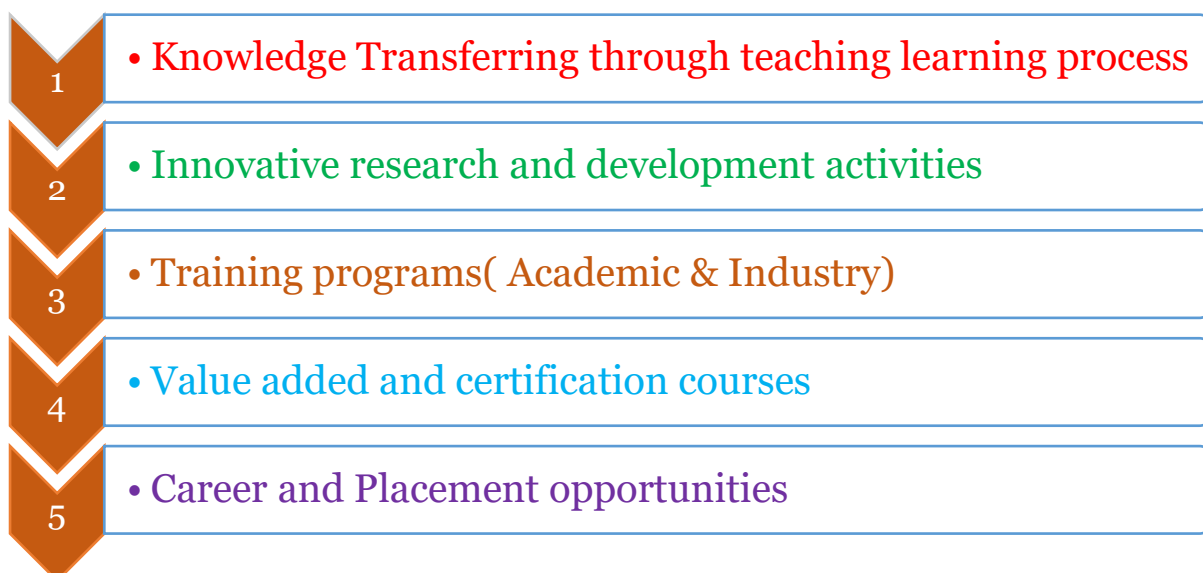 1
• Knowledge Transferring through teaching learning process
2
• Innovative research and development activities
3
• Training programs( Academic & Industry)
4
• Value added and certification courses
5
• Career and Placement opportunities